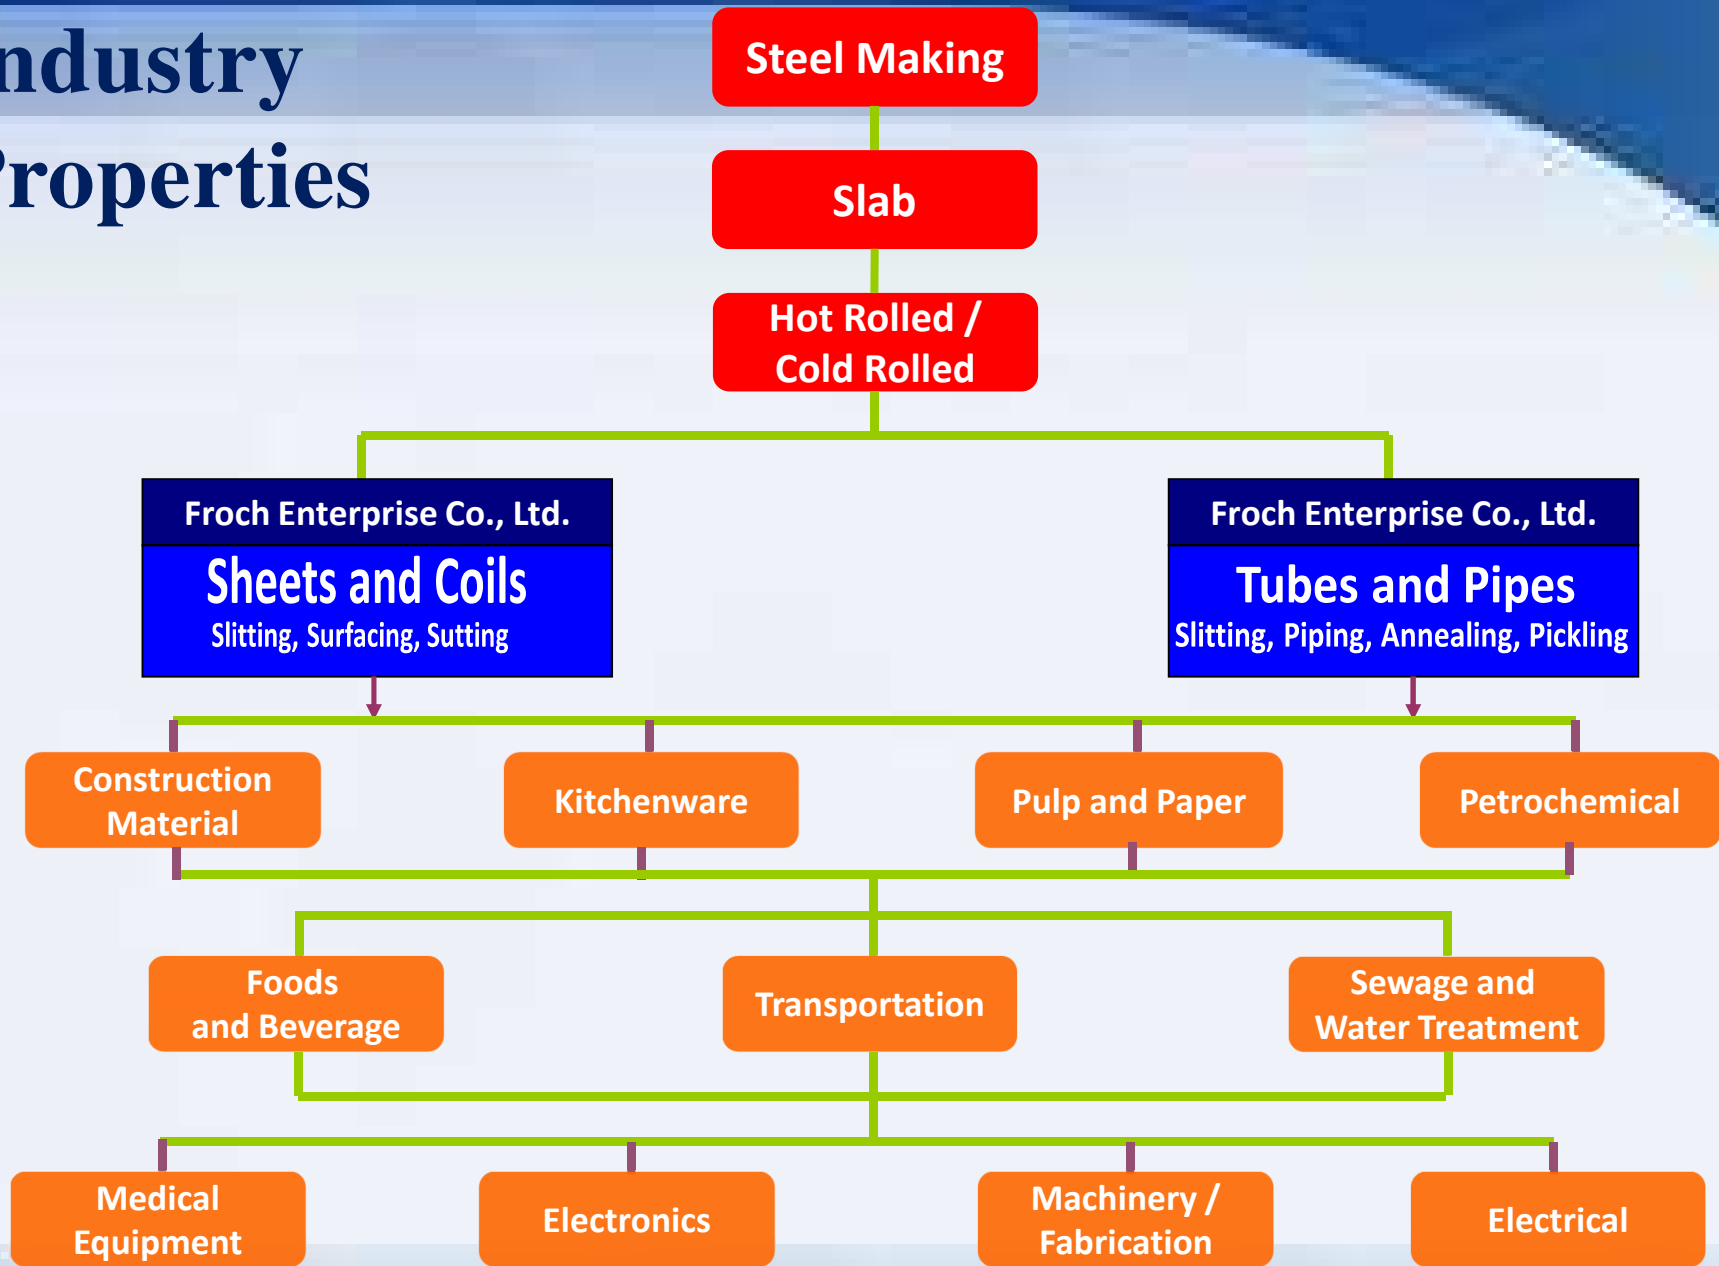 ndustry
Properties
Steel Making
Slab
Hot Rolled /
Cold Rolled
Froch Enterprise Co., Ltd.
Sheets and Coils
Slitting, Surfacing, Sutting
Froch Enterprise Co., Ltd.
Tubes and Pipes
Slitting, Piping, Annealing, Pickling
Construction
Material
Kitchenware
Pulp and Paper
Petrochemical
Foods
and Beverage
Transportation
Sewage and
Water Treatment
Medical
Equipment
Electronics
Machinery /
Fabrication
Electrical